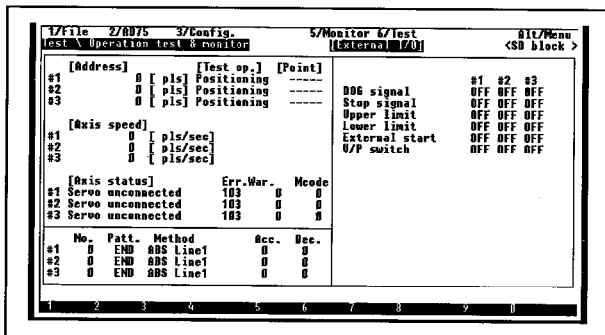 1/File 2/AD75 3/Config. 5/Monitor 6/Test Alt/Menu
Test \ Operation test & monitor [External I/O] <SD block >
[Address] [Test op.] [Point]
#1 0 [ pls] Positioning -----
#2 0 [ pls] Positioning -----
#3 0 [ pls] Positioning -----
[Axis speed]
#1 0 [ pls/sec]
#2 0 [ pls/sec]
#3 0 [ pls/sec]
[Axis status] Err. War. Mcode
#1 Servo unconnected 103 0 0
#2 Servo unconnected 103 0 0
#3 Servo unconnected 103 0 0
No. Patt. Method Acc. Dec.
#1 0 END ABS Line1 0 0
#2 0 END ABS Line1 0 0
#3 0 END ABS Line1 0 0
#1 #2 #3
DOG signal OFF OFF OFF
Stop signal OFF OFF OFF
Upper limit OFF OFF OFF
Lower limit OFF OFF OFF
External start OFF OFF OFF
V/P switch OFF OFF OFF
1 2 3 4 5 6 7 8 9 0